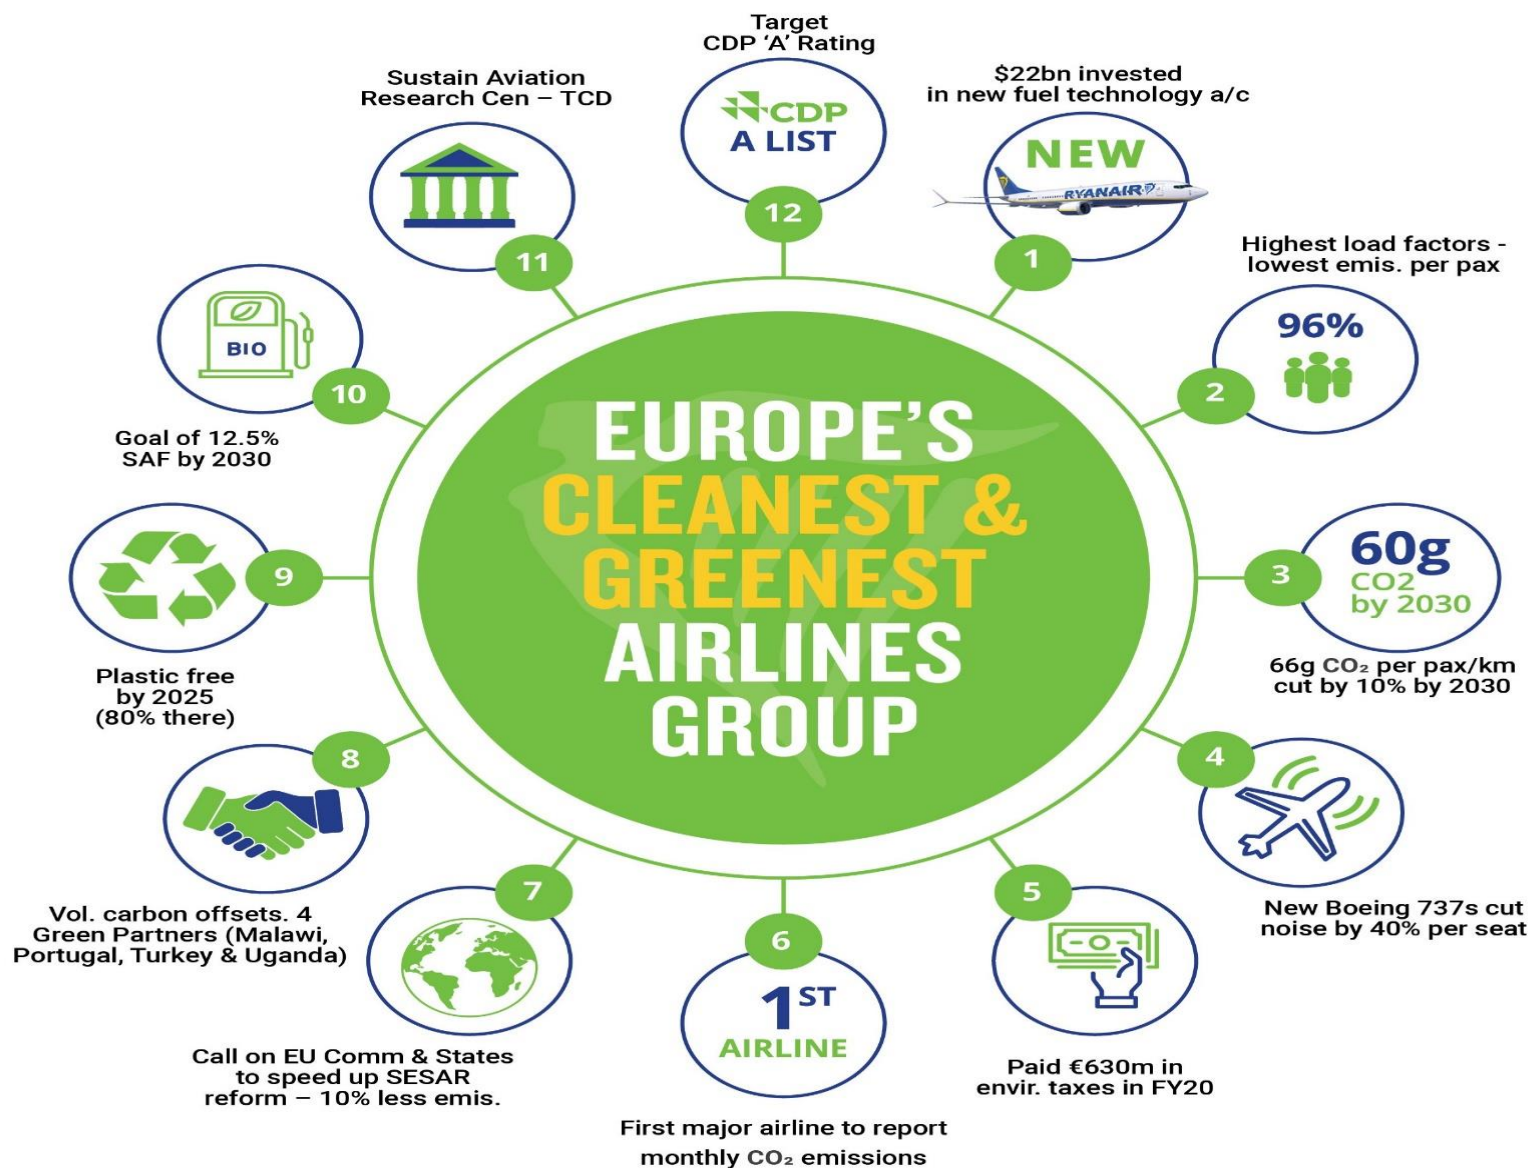 EUROPE'S
CLEANEST &
GREENEST
AIRLINES
GROUP
$22bn invested
in new fuel technology a/c
NEW
RYANAIR
1
Highest load factors -
lowest emis. per pax
96%
2
60g
CO2
by 2030
3
66g CO₂ per pax/km
cut by 10% by 2030
4
New Boeing 737s cut
noise by 40% per seat
5
Paid €630m in
envir. taxes in FY20
6
1ST
AIRLINE
First major airline to report
monthly CO₂ emissions
7
Call on EU Comm & States
to speed up SESAR
reform – 10% less emis.
8
Vol. carbon offsets. 4
Green Partners (Malawi,
Portugal, Turkey & Uganda)
9
Plastic free
by 2025
(80% there)
BIO
10
Goal of 12.5%
SAF by 2030
Sustain Aviation
Research Cen – TCD
11
Target
CDP ‘A’ Rating
CDP
A LIST
12